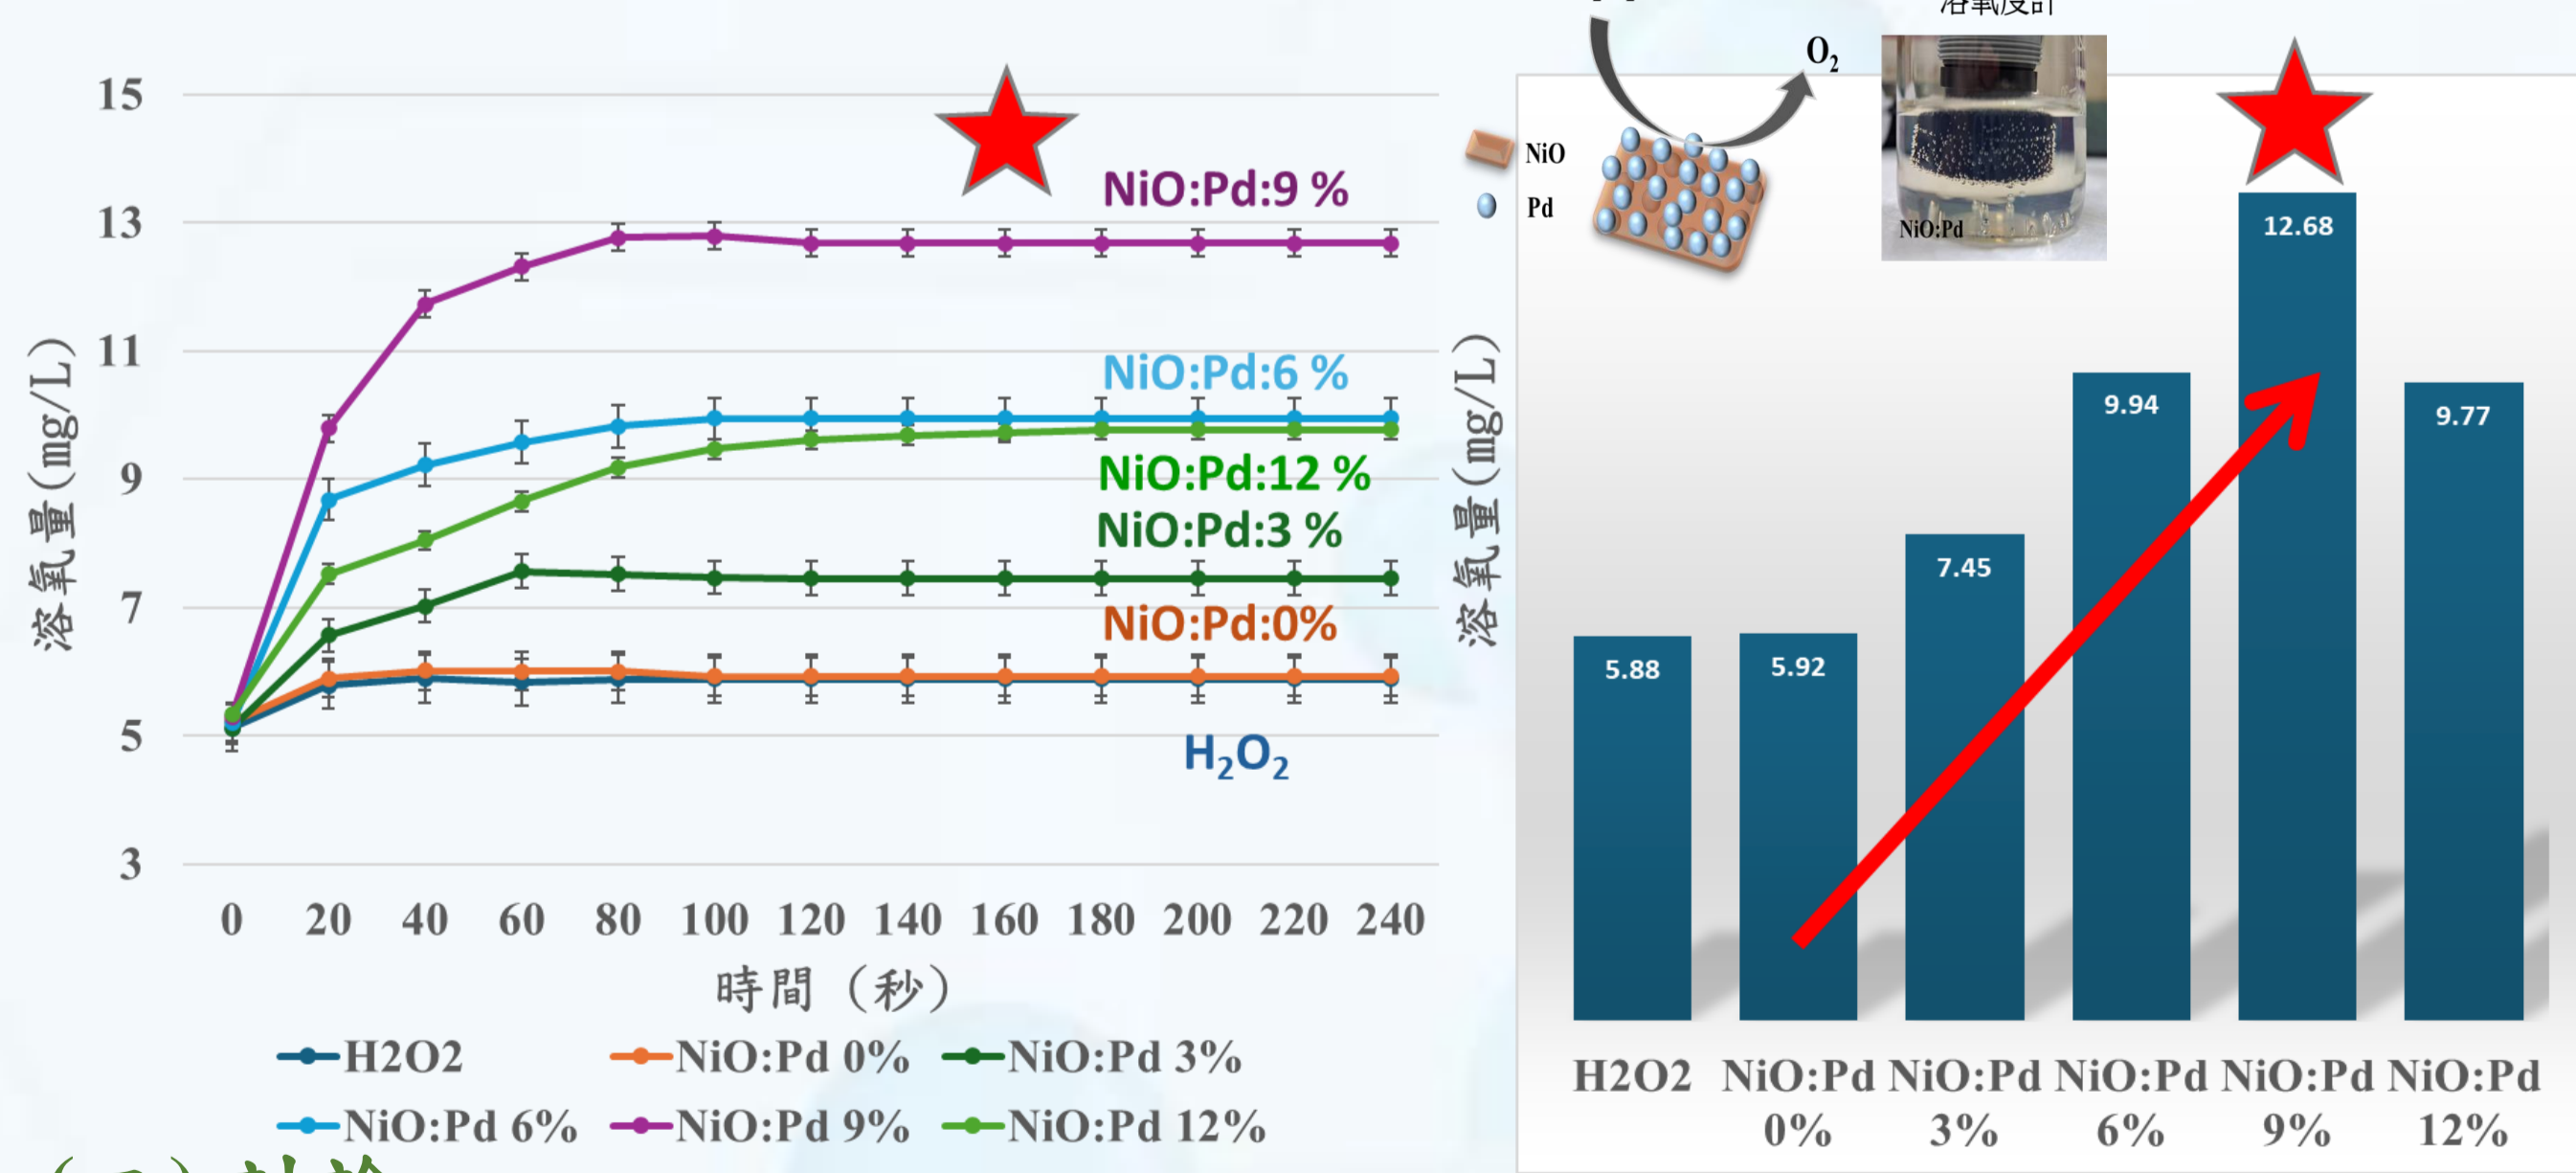 溶氧量(mg/L)
15
13
11
9
7
5
3
NiO:Pd:9 %
NiO:Pd:6 %
NiO:Pd:12 %
NiO:Pd:3 %
NiO:Pd:0%
H₂O₂
0 20 40 60 80 100 120 140 160 180 200 220 240
時間（秒）
H2O2 NiO:Pd 0% NiO:Pd 3%
NiO:Pd 6% NiO:Pd 9% NiO:Pd 12%
溶氧度計
O₂
NiO
Pd
NiO:Pd
溶氧量(mg/L)
5.88
5.92
7.45
9.94
12.68
9.77
H2O2 NiO:Pd NiO:Pd NiO:Pd NiO:Pd NiO:Pd
0% 3% 6% 9% 12%